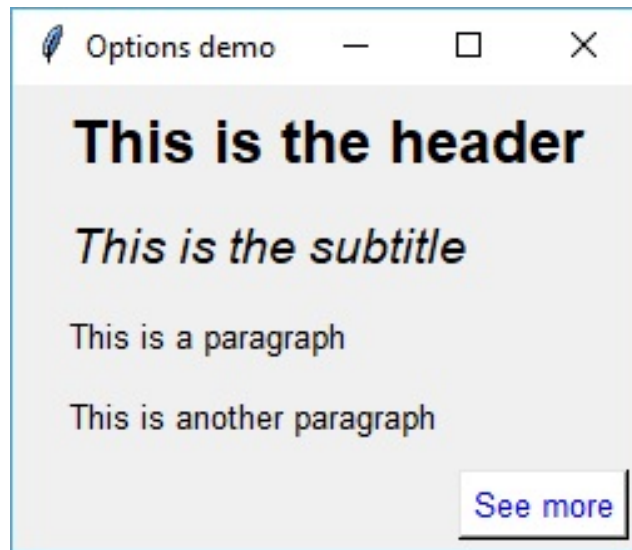 Options demo
This is the header
This is the subtitle
This is a paragraph
This is another paragraph
See more